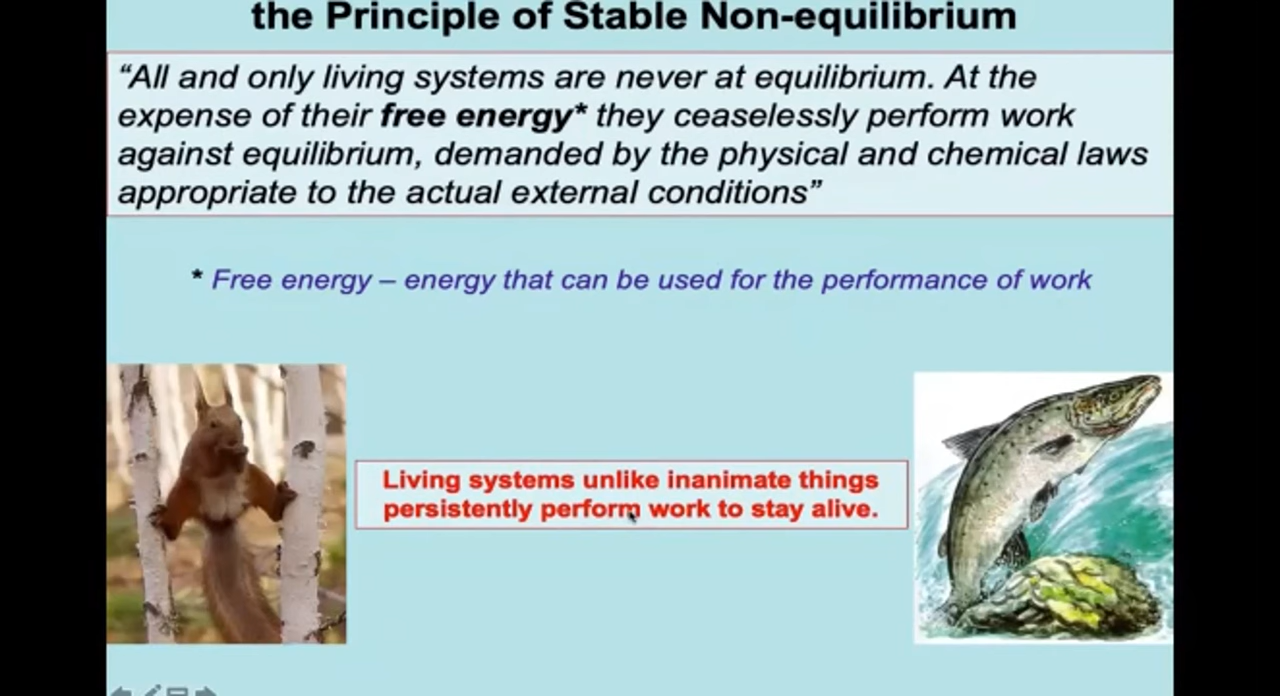 the Principle of Stable Non-equilibrium
“All and only living systems are never at equilibrium. At the
expense of their free energy* they ceaselessly perform work
against equilibrium, demanded by the physical and chemical laws
appropriate to the actual external conditions”
* Free energy – energy that can be used for the performance of work
Living systems unlike inanimate things
persistently perform work to stay alive.